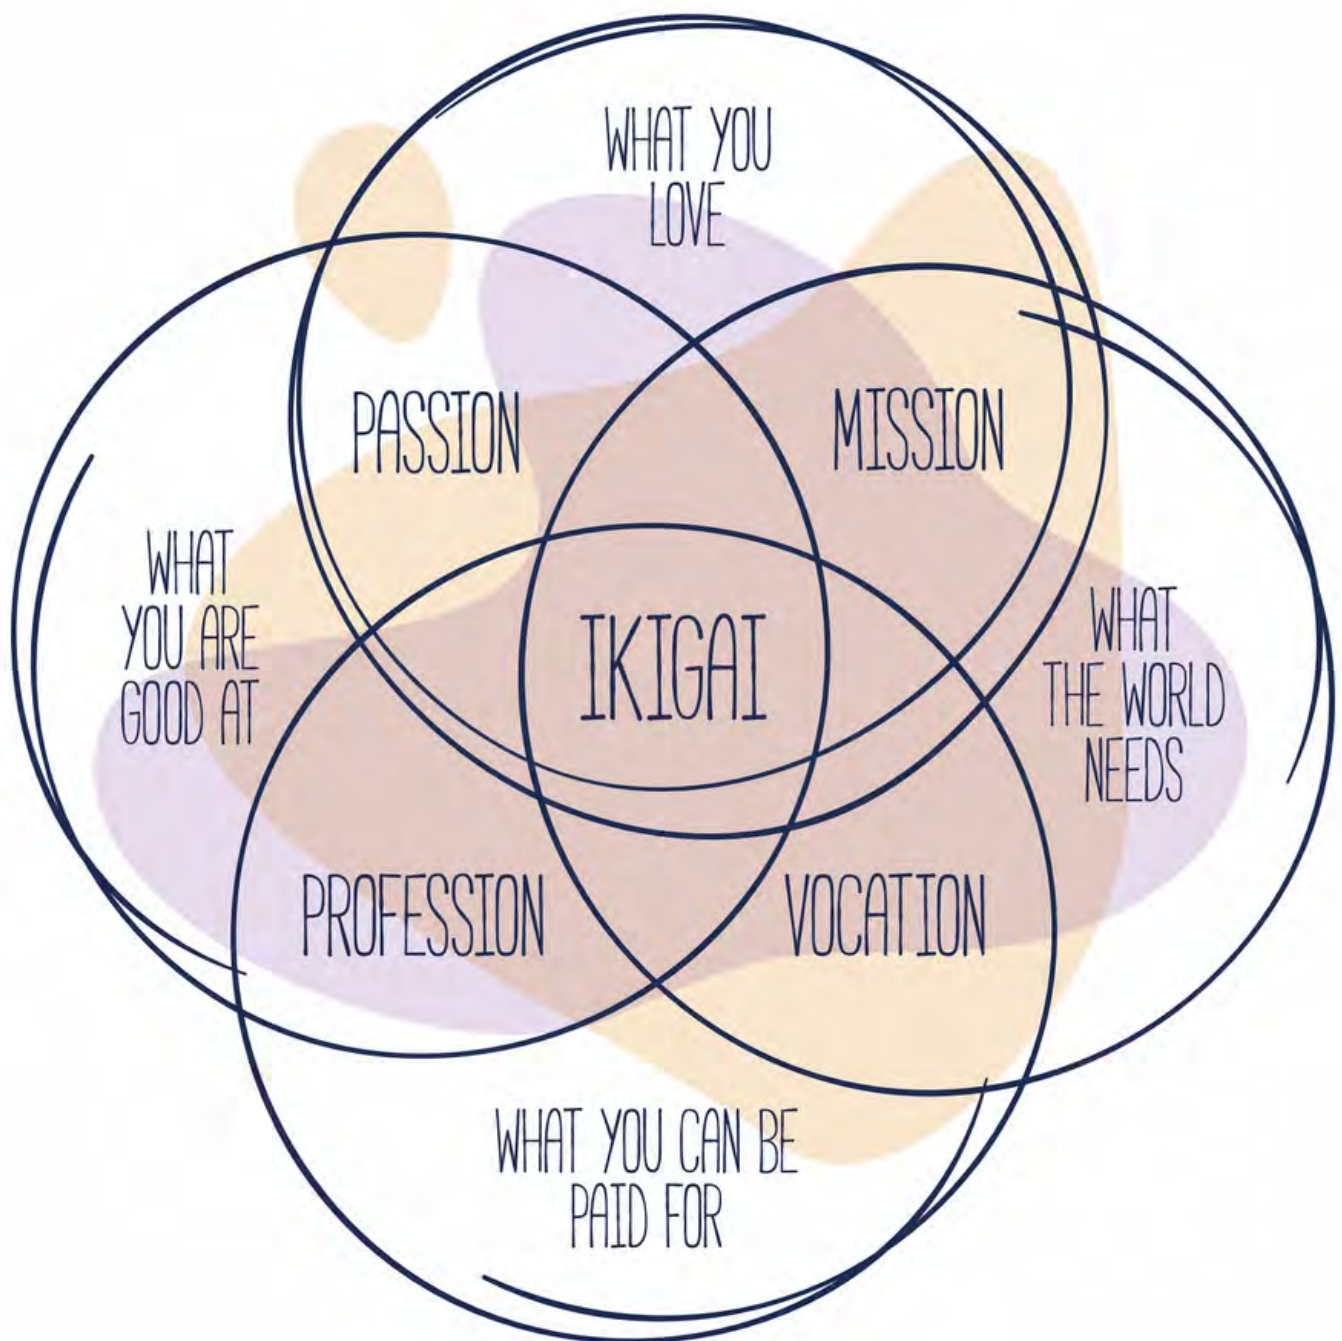 WHAT YOU
LOVE
PASSION
MISSION
WHAT
YOU ARE
GOOD AT
IKIGAI
WHAT
THE WORLD
NEEDS
PROFESSION
VOCATION
WHAT YOU CAN BE
PAID FOR